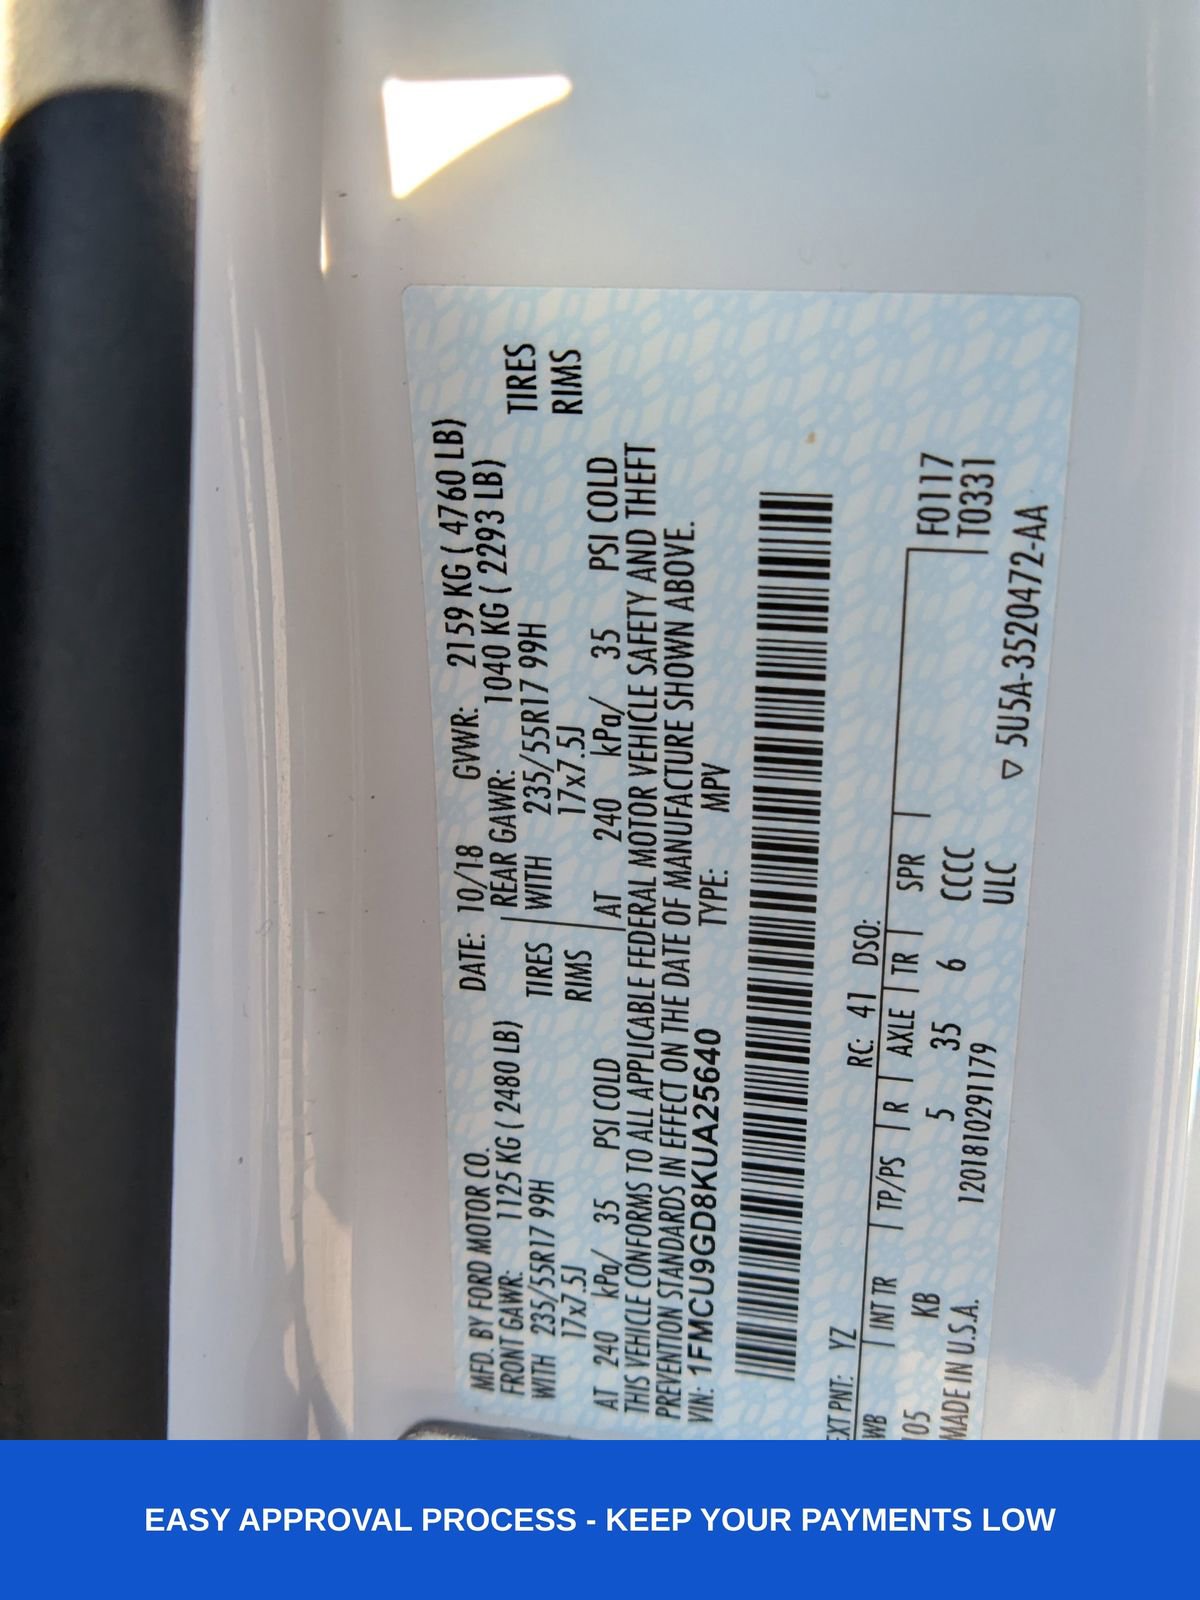 MFD. BY FORD MOTOR CO.
DATE: 10/18 GVWR: 2159 KG ( 4760 LB)
FRONT GAWR: 1125 KG ( 2480 LB)
REAR GAWR: 1040 KG ( 2293 LB)
WITH 235/55R17 99H TIRES
WITH 235/55R17 99H TIRES
17x7.5J RIMS
17x7.5J RIMS
AT 240 kPa/ 35 PSI COLD
AT 240 kPa/ 35 PSI COLD
THIS VEHICLE CONFORMS TO ALL APPLICABLE FEDERAL MOTOR VEHICLE SAFETY AND THEFT
PREVENTION STANDARDS IN EFFECT ON THE DATE OF MANUFACTURE SHOWN ABOVE.
VIN: 1FMCU9GD8KUA25640 TYPE: MPV
EXT PNT: YZ RC: 41 DSO:
WB | INT TR | TP/PS | R | AXLE | TR | SPR | F0117
105 KB 5 35 6 CCCC T0331
MADE IN U.S.A. 1201810291179 ULC
▽ 5U5A-3520472-AA
EASY APPROVAL PROCESS - KEEP YOUR PAYMENTS LOW